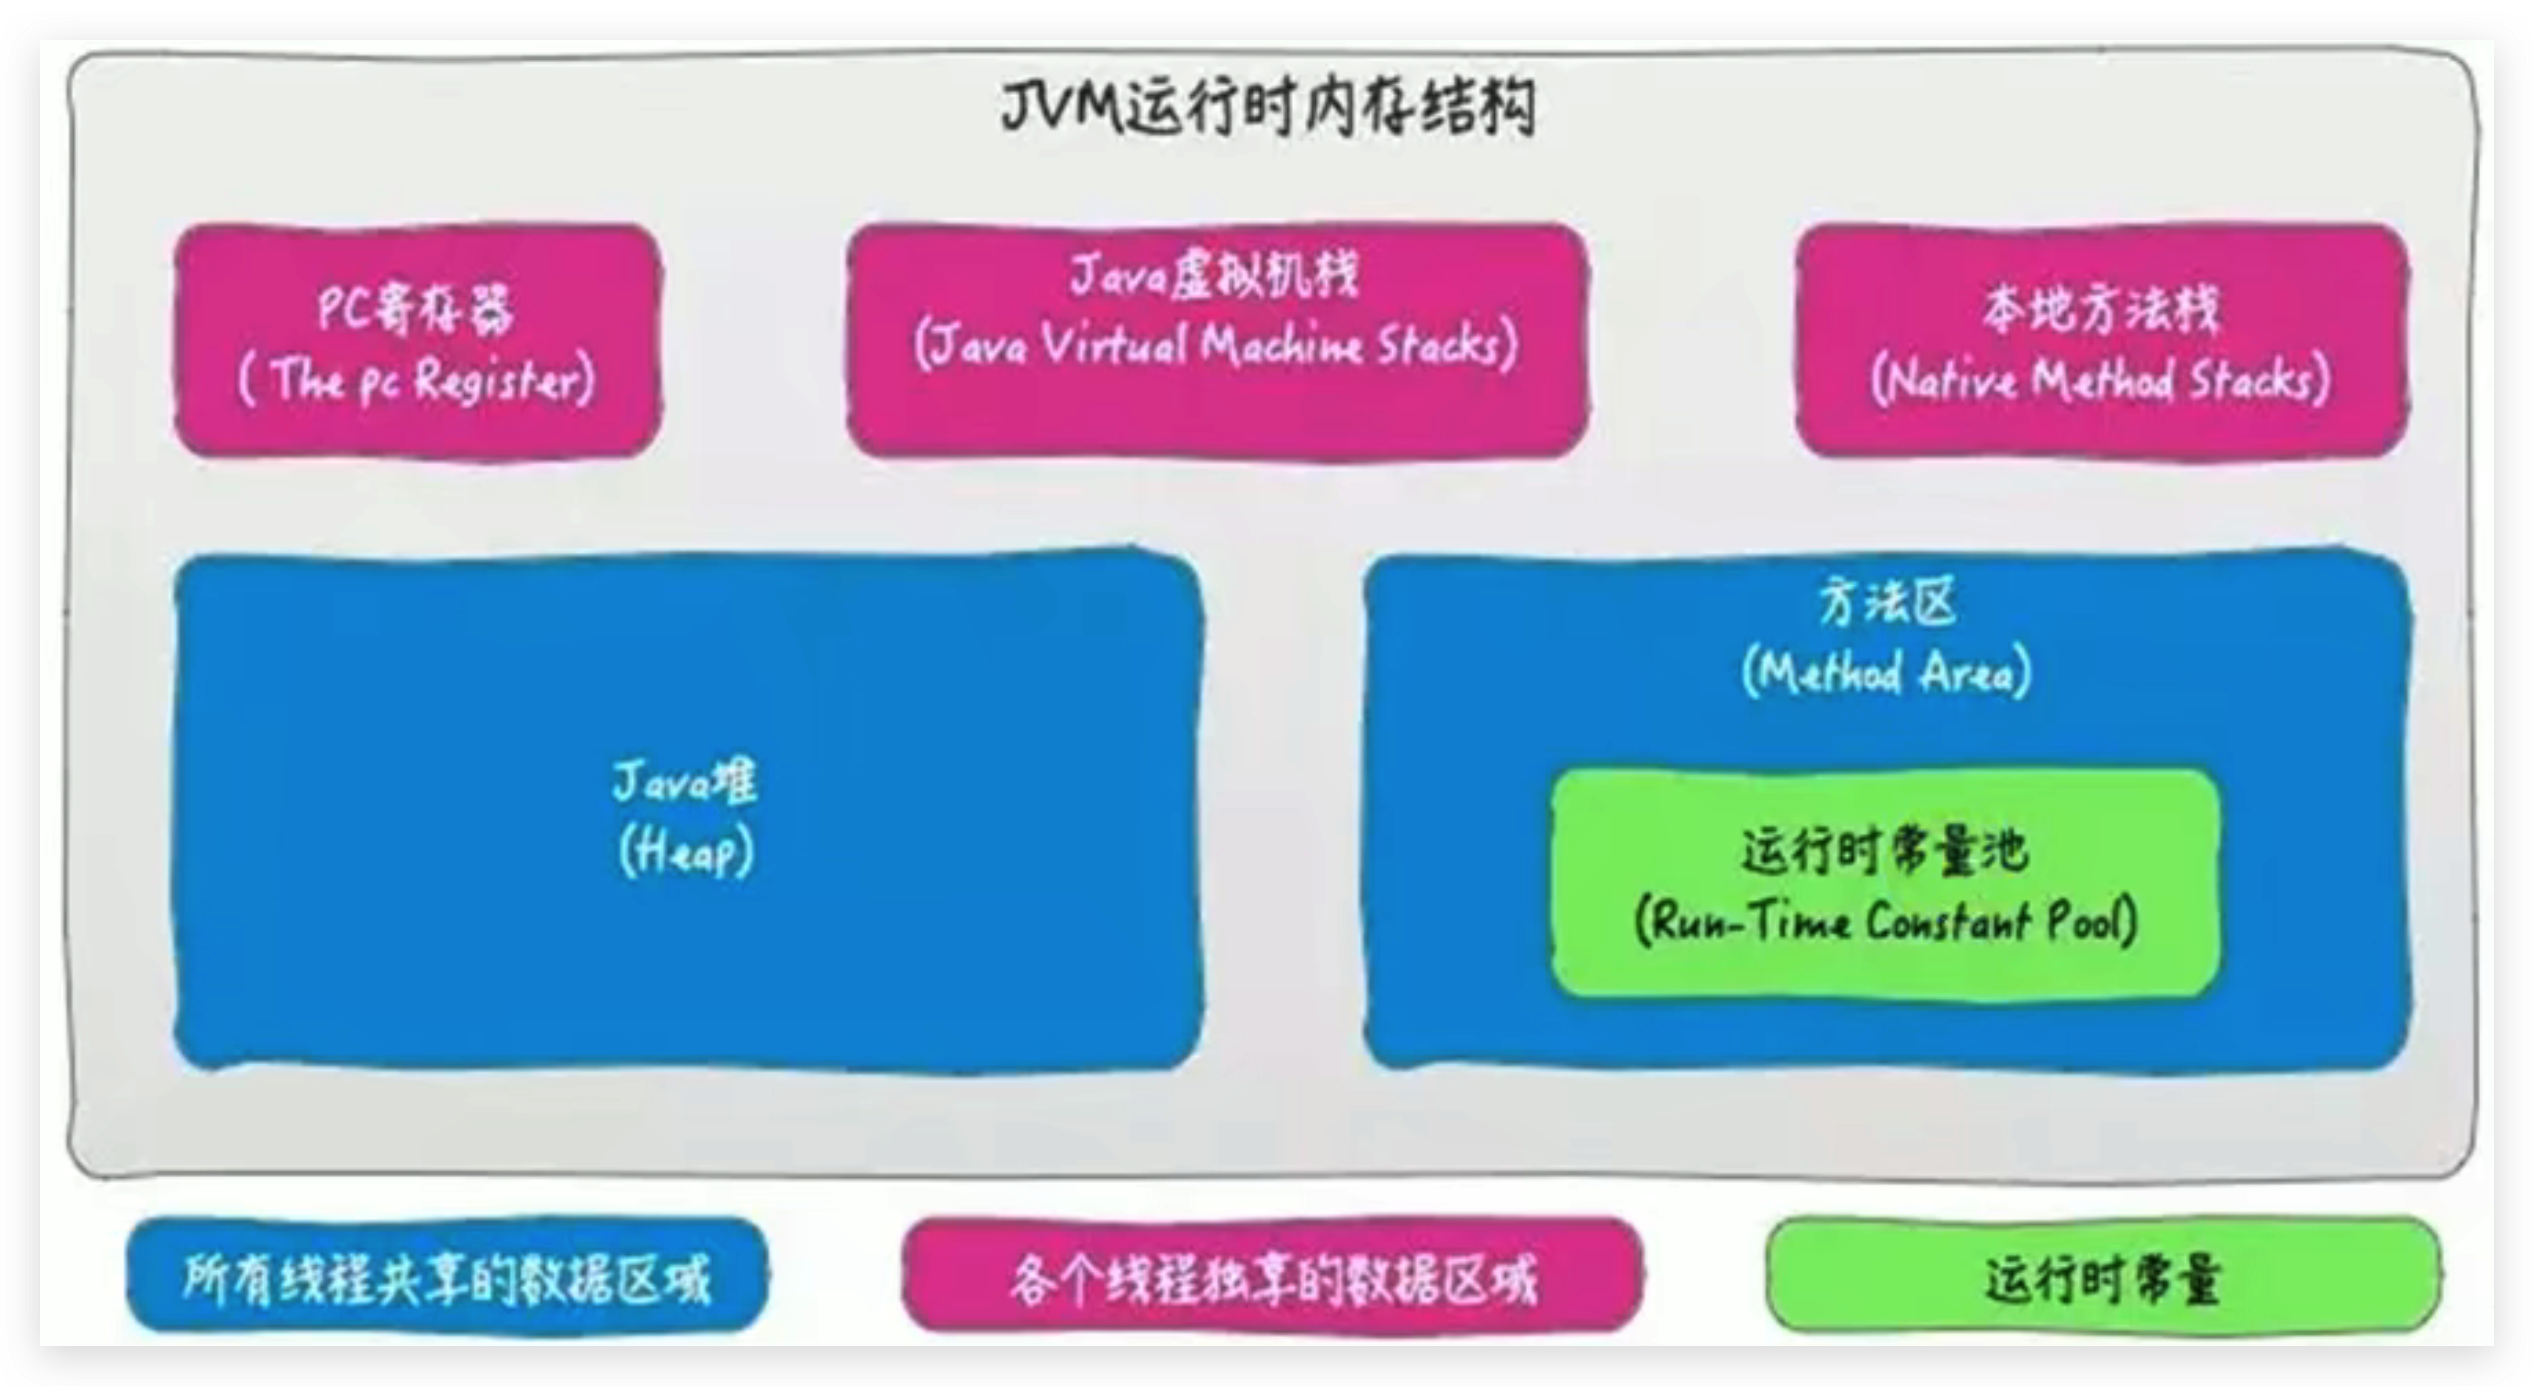 JVM运行时内存结构
PC寄存器
( The pc Register)
Java虚拟机栈
(Java Virtual Machine Stacks)
本地方法栈
(Native Method Stacks)
Java堆
(Heap)
方法区
(Method Area)
运行时常量池
(Run-Time Constant Pool)
所有线程共享的数据区域
各个线程独享的数据区域
运行时常量